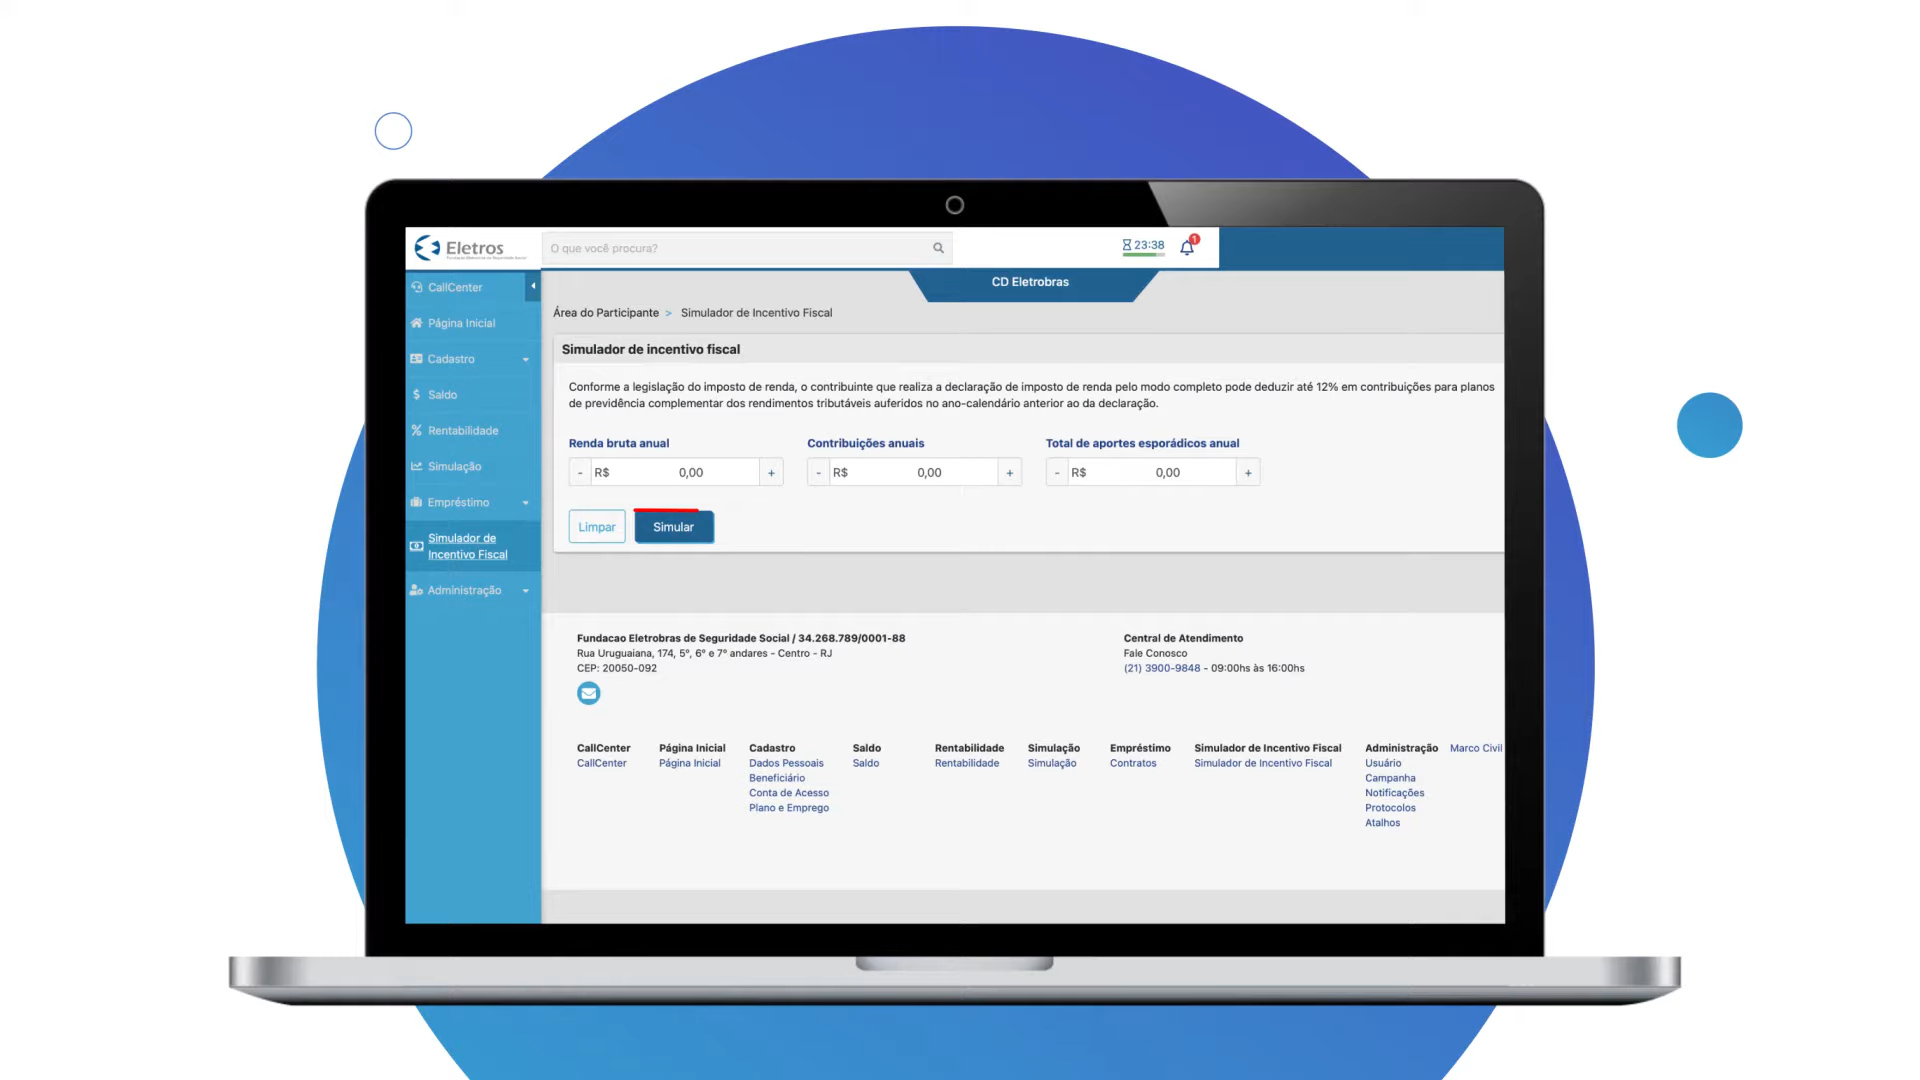 Eletros
O que você procura?
23:38
1
CD Eletrobras
CallCenter
Página Inicial
Cadastro
Saldo
Rentabilidade
Simulação
Empréstimo
Simulador de
Incentivo Fiscal
Administração
Área do Participante > Simulador de Incentivo Fiscal
Simulador de incentivo fiscal
Conforme a legislação do imposto de renda, o contribuinte que realiza a declaração de imposto de renda pelo modo completo pode deduzir até 12% em contribuições para planos
de previdência complementar dos rendimentos tributáveis auferidos no ano-calendário anterior ao da declaração.
Renda bruta anual Contribuições anuais Total de aportes esporádicos anual
- R$ 0,00 + - R$ 0,00 + - R$ 0,00 +
Limpar Simular
Fundacao Eletrobras de Seguridade Social / 34.268.789/0001-88
Rua Uruguaiana, 174, 5°, 6° e 7° andares - Centro - RJ
CEP: 20050-092
Central de Atendimento
Fale Conosco
(21) 3900-9848 - 09:00hs às 16:00hs
CallCenter
CallCenter
Página Inicial
Página Inicial
Cadastro
Dados Pessoais
Beneficiário
Conta de Acesso
Plano e Emprego
Saldo
Saldo
Rentabilidade
Rentabilidade
Simulação
Simulação
Empréstimo
Contratos
Simulador de Incentivo Fiscal
Simulador de Incentivo Fiscal
Administração
Usuário
Campanha
Notificações
Protocolos
Atalhos
Marco Civil